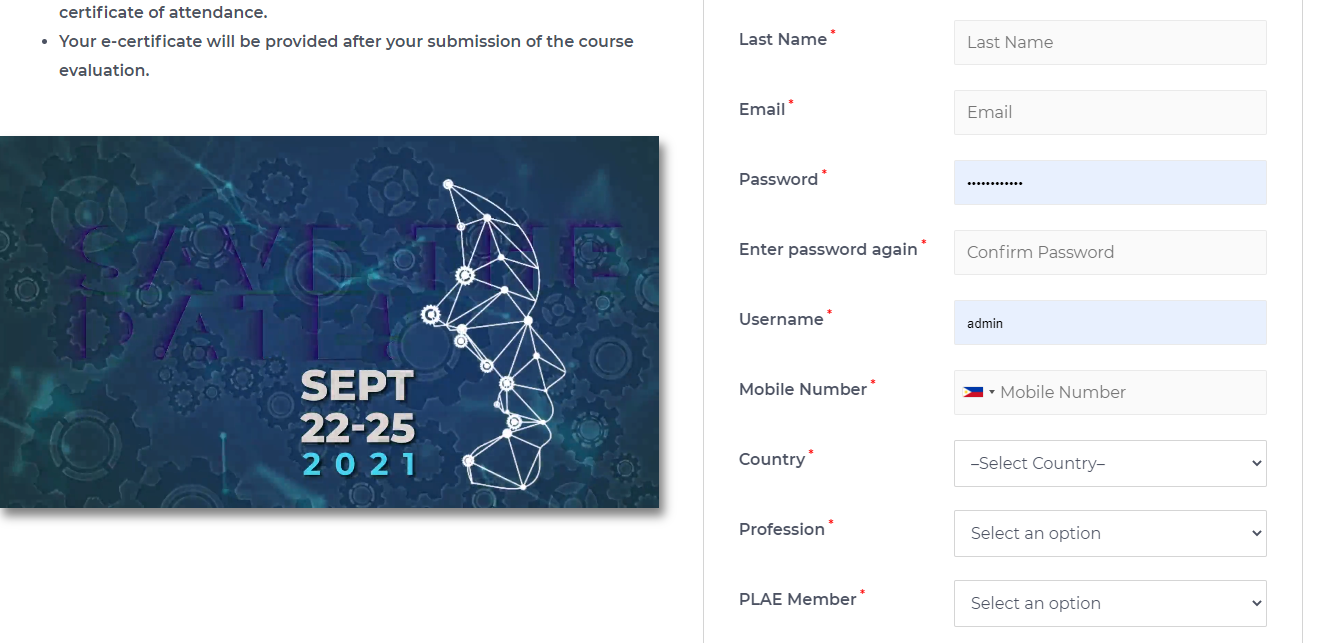 certificate of attendance.
• Your e-certificate will be provided after your submission of the course
evaluation.
SAVE THE
DATE!
SEPT
22-25
2021
Last Name *
Last Name
Email *
Email
Password *
••••••••••••
Enter password again *
Confirm Password
Username *
admin
Mobile Number *
Mobile Number
Country *
–Select Country–
Profession *
Select an option
PLAE Member *
Select an option